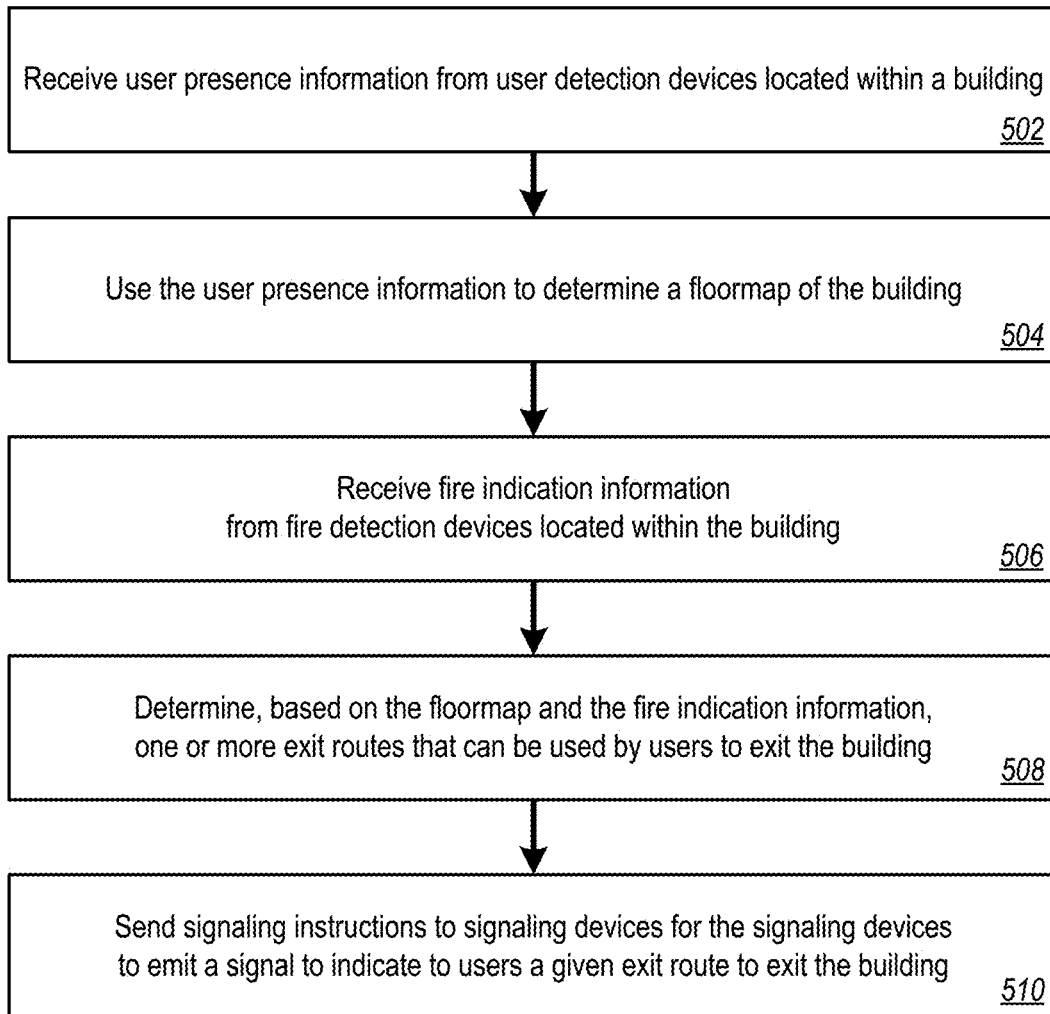 Receive user presence information from user detection devices located within a building
502
Use the user presence information to determine a floormap of the building
504
Receive fire indication information
from fire detection devices located within the building
506
Determine, based on the floormap and the fire indication information,
one or more exit routes that can be used by users to exit the building
508
Send signaling instructions to signaling devices for the signaling devices
to emit a signal to indicate to users a given exit route to exit the building
510